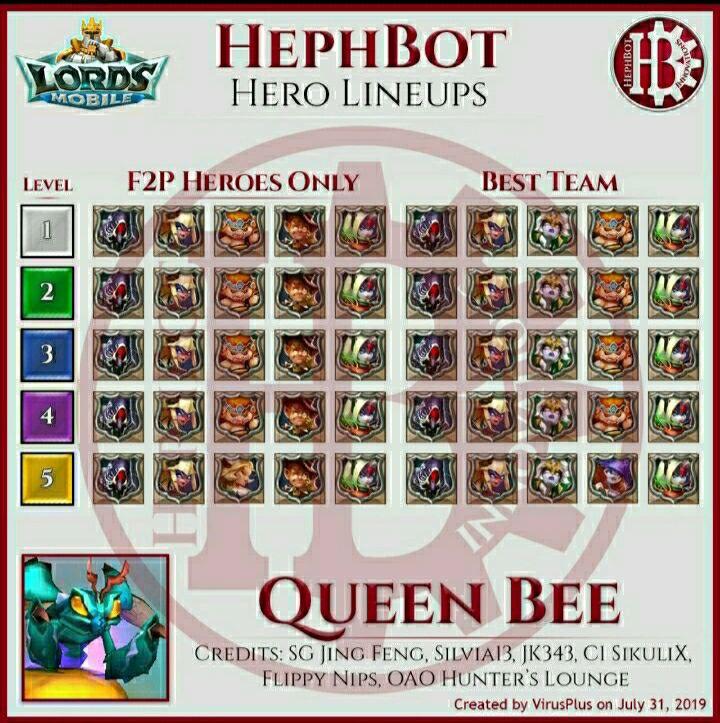 LORDS
MOBILE
HEPHBOT
HERO LINEUPS
HEPHBOT
LEVEL
F2P HEROES ONLY
BEST TEAM
1
2
3
4
5
QUEEN BEE
CREDITS: SG JING FENG, SILVIA13, JK343, CI SIKULIX,
FLIPPY NIPS, OAO HUNTER'S LOUNGE
Created by VirusPlus on July 31, 2019